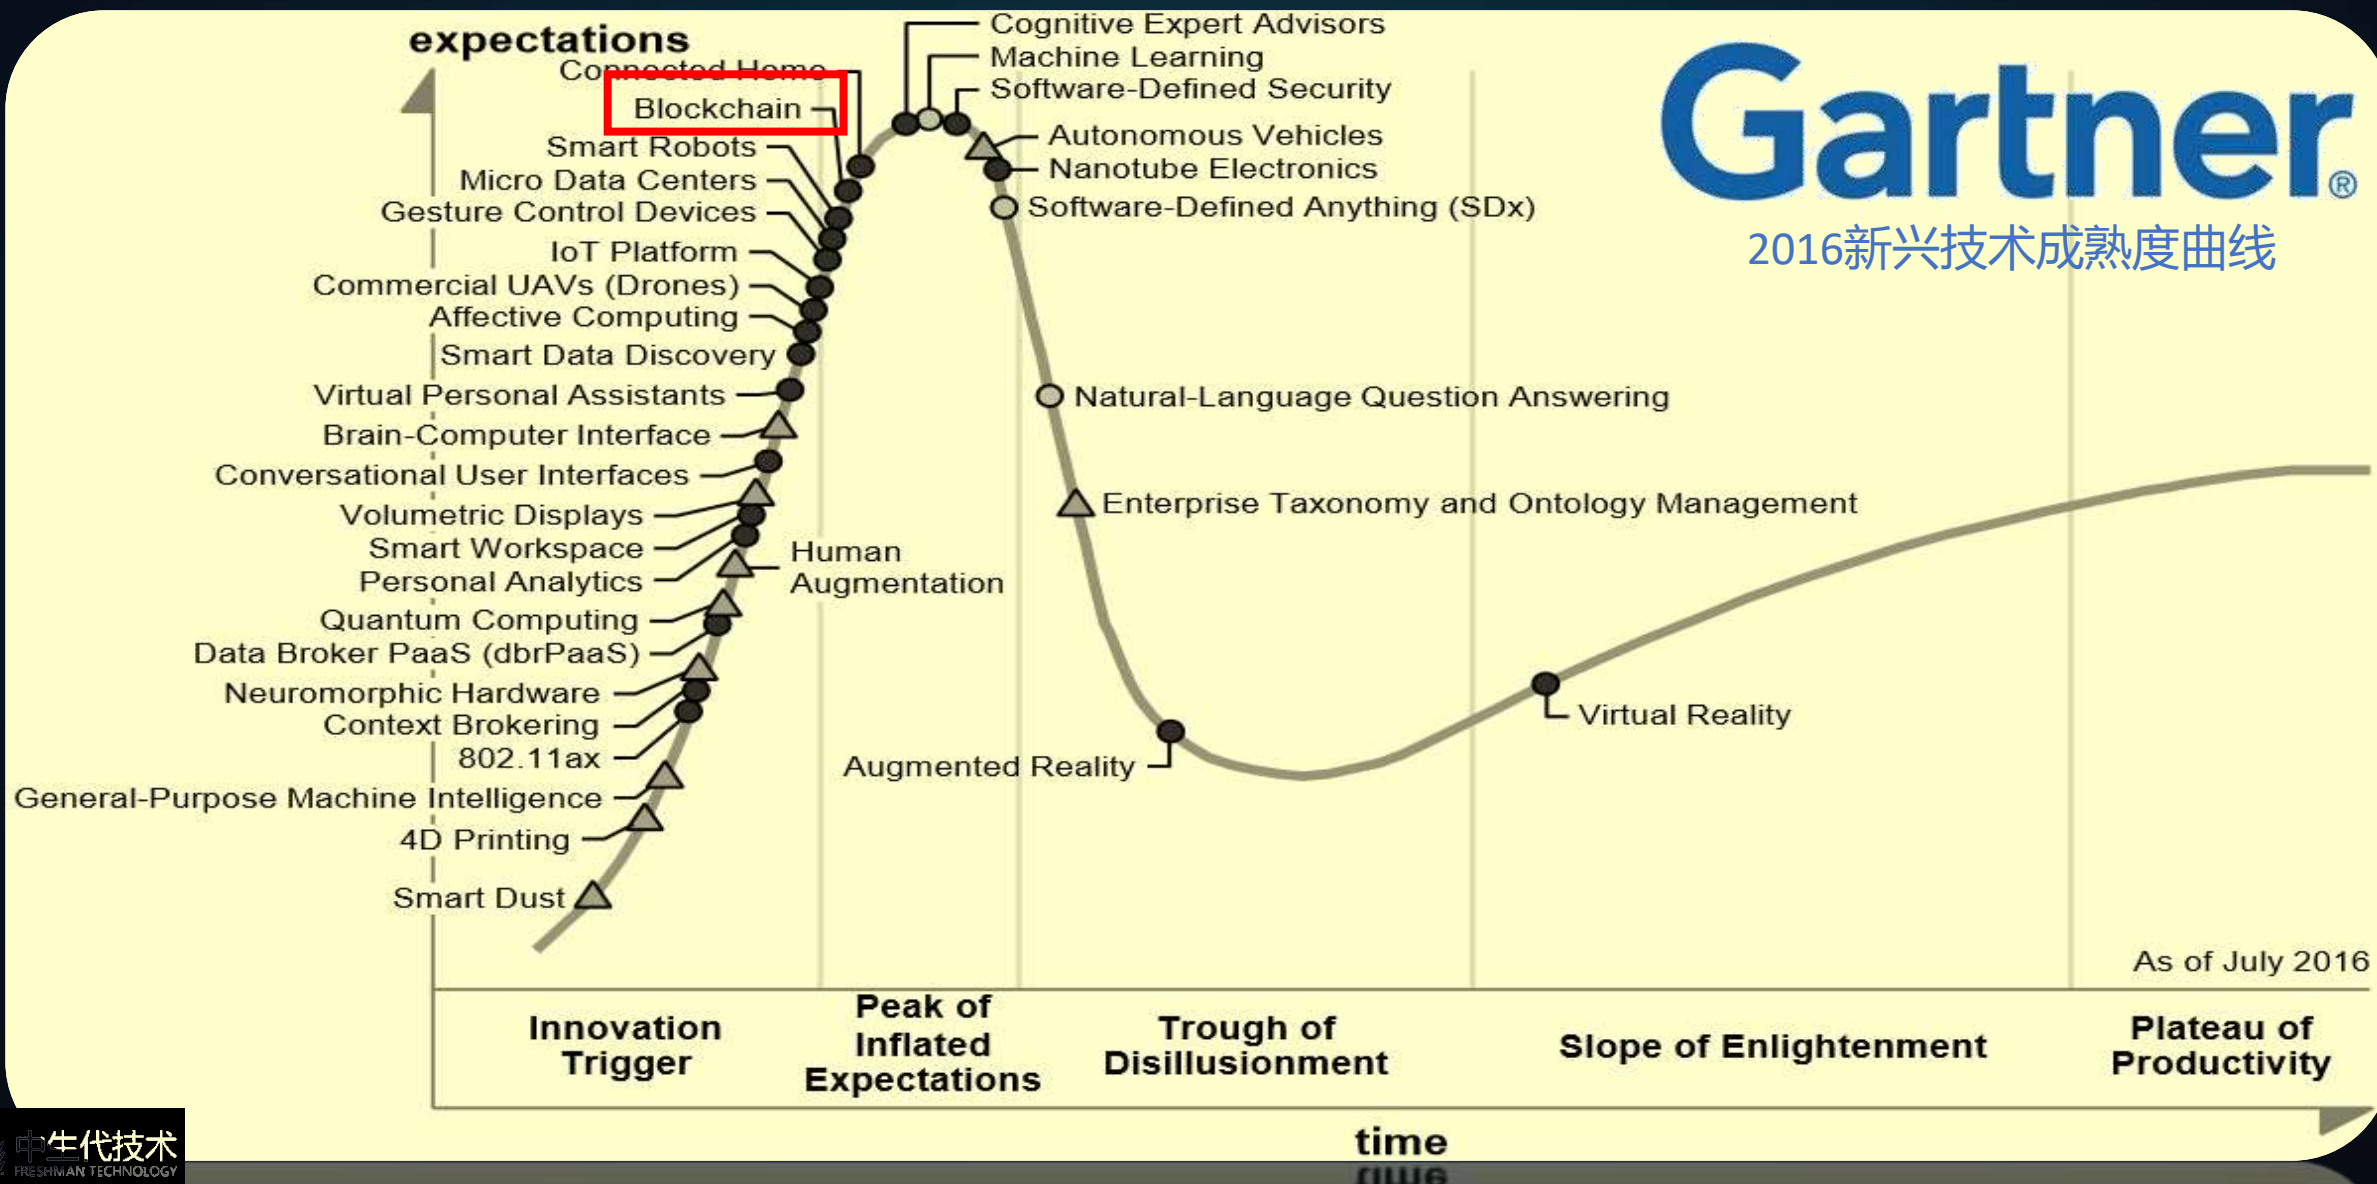 expectations
Connected Home
Blockchain
Smart Robots
Micro Data Centers
Gesture Control Devices
IoT Platform
Commercial UAVs (Drones)
Affective Computing
Smart Data Discovery
Virtual Personal Assistants
Brain-Computer Interface
Conversational User Interfaces
Volumetric Displays
Smart Workspace
Personal Analytics
Quantum Computing
Data Broker PaaS (dbrPaaS)
Neuromorphic Hardware
Context Brokering
802.11ax
General-Purpose Machine Intelligence
4D Printing
Smart Dust
Human
Augmentation
Cognitive Expert Advisors
Machine Learning
Software-Defined Security
Autonomous Vehicles
Nanotube Electronics
Software-Defined Anything (SDx)
Natural-Language Question Answering
Enterprise Taxonomy and Ontology Management
Augmented Reality
Virtual Reality
Gartner®
2016新兴技术成熟度曲线
As of July 2016
Innovation
Trigger
Peak of
Inflated
Expectations
Trough of
Disillusionment
Slope of Enlightenment
Plateau of
Productivity
time
中生代技术
FRESHMAN TECHNOLOGY